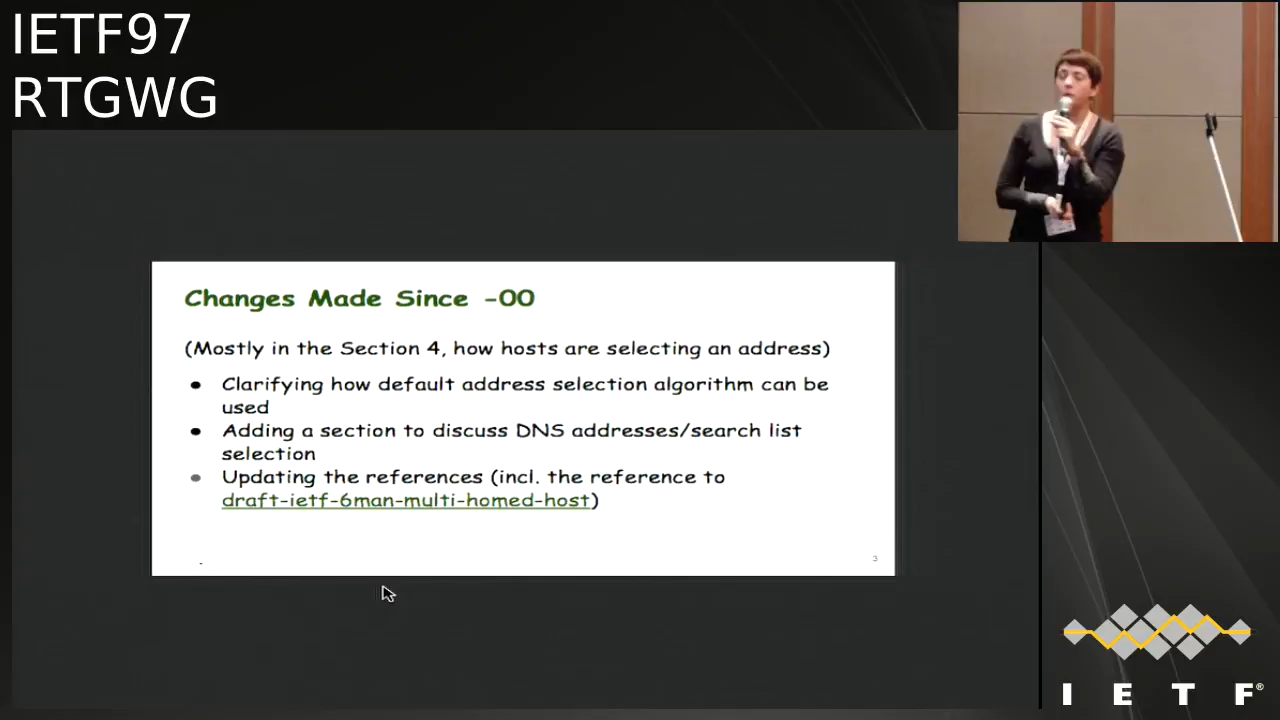 IETF97
RTGWG
Changes Made Since -00
(Mostly in the Section 4, how hosts are selecting an address)
● Clarifying how default address selection algorithm can be
used
● Adding a section to discuss DNS addresses/search list
selection
● Updating the references (incl. the reference to
draft-ietf-6man-multi-homed-host)
3
I E T F®